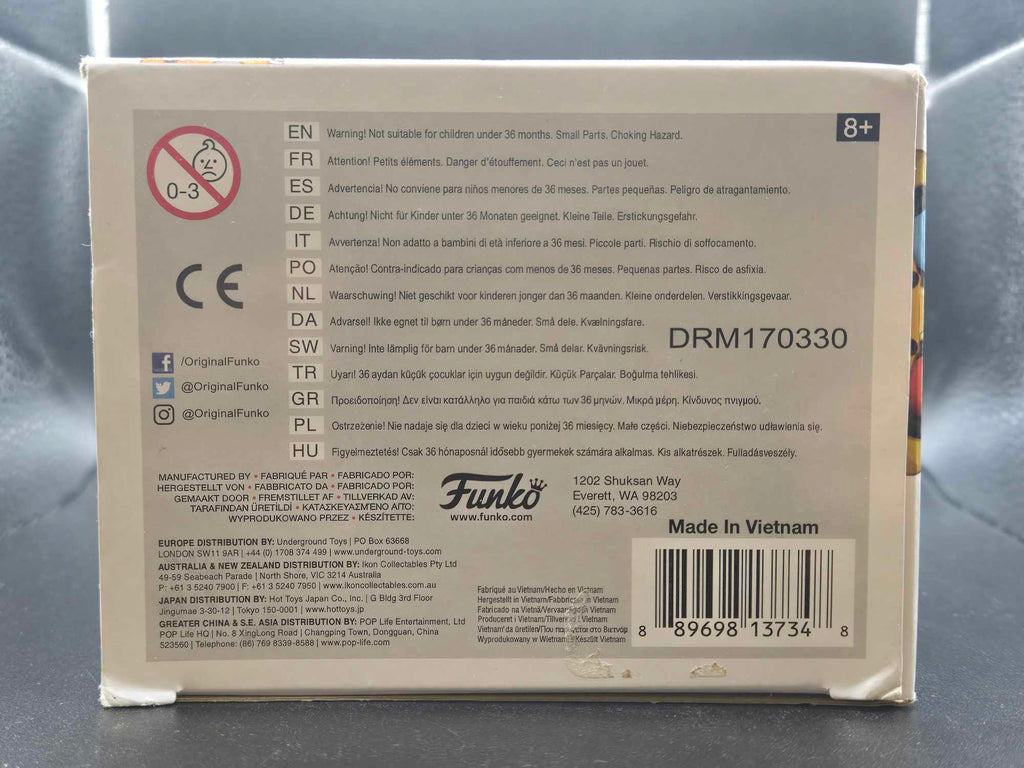 8+
0-3
EN Warning! Not suitable for children under 36 months. Small Parts. Choking Hazard.
FR Attention! Petits éléments. Danger d'étouffement. Ceci n'est pas un jouet.
ES Advertencia! No conviene para niños menores de 36 meses. Partes pequeñas. Peligro de atragantamiento.
DE Achtung! Nicht für Kinder unter 36 Monaten geeignet. Kleine Teile. Erstickungsgefahr.
IT Avvertenza! Non adatto a bambini di età inferiore a 36 mesi. Piccole parti. Rischio di soffocamento.
PO Atenção! Contra-indicado para crianças com menos de 36 meses. Pequenas partes. Risco de asfixia.
NL Waarschuwing! Niet geschikt voor kinderen jonger dan 36 maanden. Kleine onderdelen. Verstikkingsgevaar.
DA Advarsel! Ikke egnet til børn under 36 måneder. Små dele. Kvælningsfare.
SW Varning! Inte lämplig för barn under 36 månader. Små delar. Kvävningsrisk.
TR Uyarı! 36 aydan küçük çocuklar için uygun değildir. Küçük Parçalar. Boğulma tehlikesi.
GR Προειδοποίηση! Δεν είναι κατάλληλο για παιδιά κάτω των 36 μηνών. Μικρά μέρη. Κίνδυνος πνιγμού.
PL Ostrzeżenie! Nie nadaje się dla dzieci w wieku poniżej 36 miesięcy. Małe części. Niebezpieczeństwo udławienia się.
HU Figyelmeztetés! Csak 36 hónaposnál idősebb gyermekek számára alkalmas. Kis alkatrészek. Fulladásveszély.
CE
DRM170330
/OriginalFunko
@OriginalFunko
@OriginalFunko
MANUFACTURED BY • FABRIQUÉ PAR • FABRICADO POR:
HERGESTELLT VON • FABBRICATO DA • FABRICADO POR:
GEMAAKT DOOR • FREMSTILLET AF • TILLVERKAD AV:
TARAFINDAN ÜRETİLDİ • ΚΑΤΑΣΚΕΥΑΣΜΈΝΟ ΑΠΌ:
WYPRODUKOWANO PRZEZ • KÉSZÍTETTE:
Funko
www.funko.com
1202 Shuksan Way
Everett, WA 98203
(425) 783-3616
Made In Vietnam
EUROPE DISTRIBUTION BY: Underground Toys | PO Box 63668
LONDON SW11 9AR | +44 (0) 1708 374 499 | www.underground-toys.com
AUSTRALIA & NEW ZEALAND DISTRIBUTION BY: Ikon Collectables Pty Ltd
49-59 Seabeach Parade | North Shore, VIC 3214 Australia
P: +61 3 5240 7900 | F: +61 3 5240 7950 | www.ikoncollectables.com.au
JAPAN DISTRIBUTION BY: Hot Toys Japan Co., Inc. | G Bldg 3rd Floor
Jingumae 3-30-12 | Tokyo 150-0001 | www.hottoys.jp
GREATER CHINA & S.E. ASIA DISTRIBUTION BY: POP Life Entertainment, Ltd
POP Life HQ | No. 8 XingLong Road | Changping Town, Dongguan, China
523560 | Telephone: (86) 769 8339-8588 | www.pop-life.com
Fabriqué au Vietnam/Hecho en Vietnam
Hergestellt in Vietnam/Fabbricato in Vietnam
Fabricado na Vietnã/Vervaardigd in Vietnam
Produceret i Vietnam/Tillverkad i Vietnam
Vietnam'da üretilen/Που παράγεται στο Βιετνάμ
Wyprodukowany w Wietnamie/Készült Vietnam
8 89698 13734 8